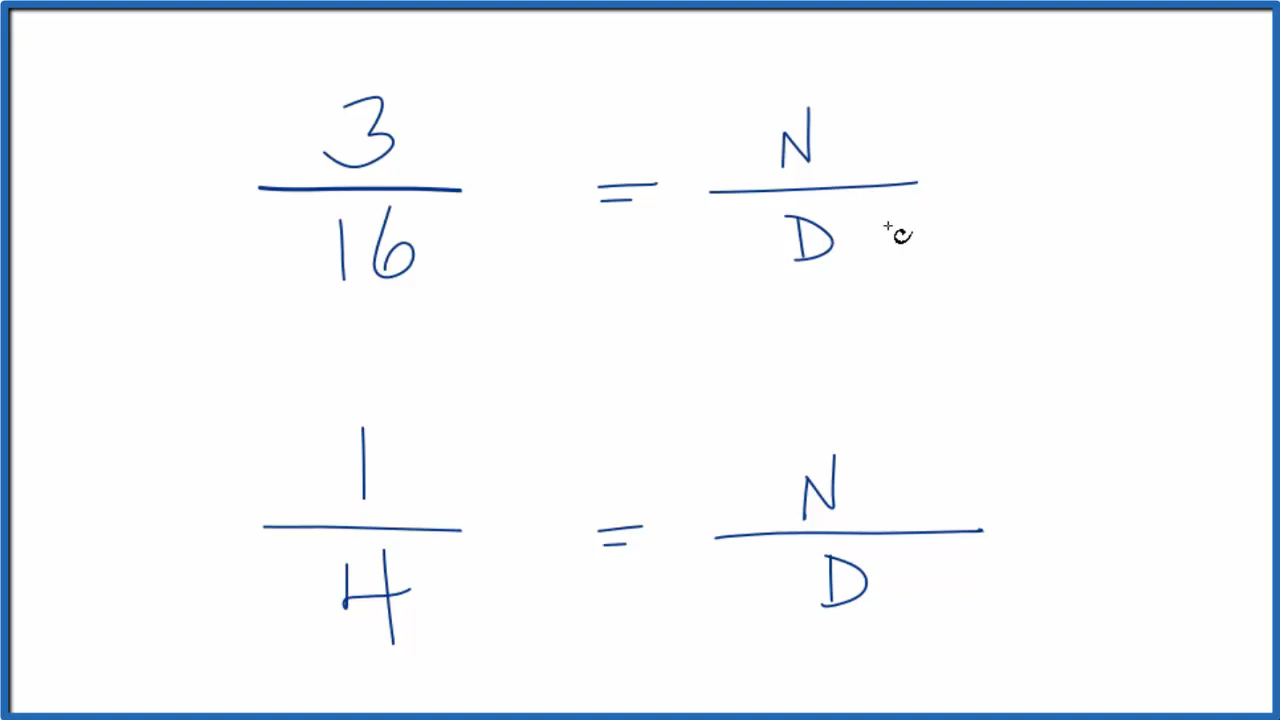 3/16 = N/D
1/4 = N/D